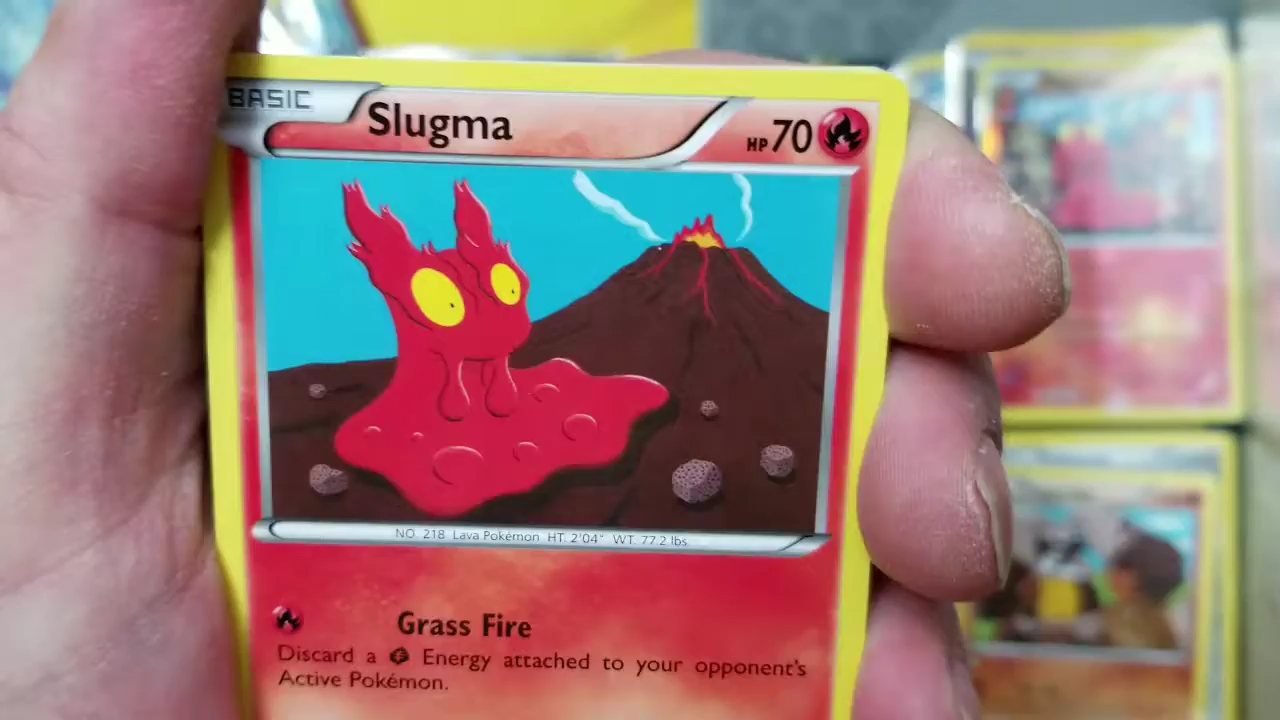 BASIC
Slugma
HP 70
NO. 218 Lava Pokémon HT. 2'04" WT. 77.2 lbs.
Grass Fire
Discard a Energy attached to your opponent's
Active Pokémon.